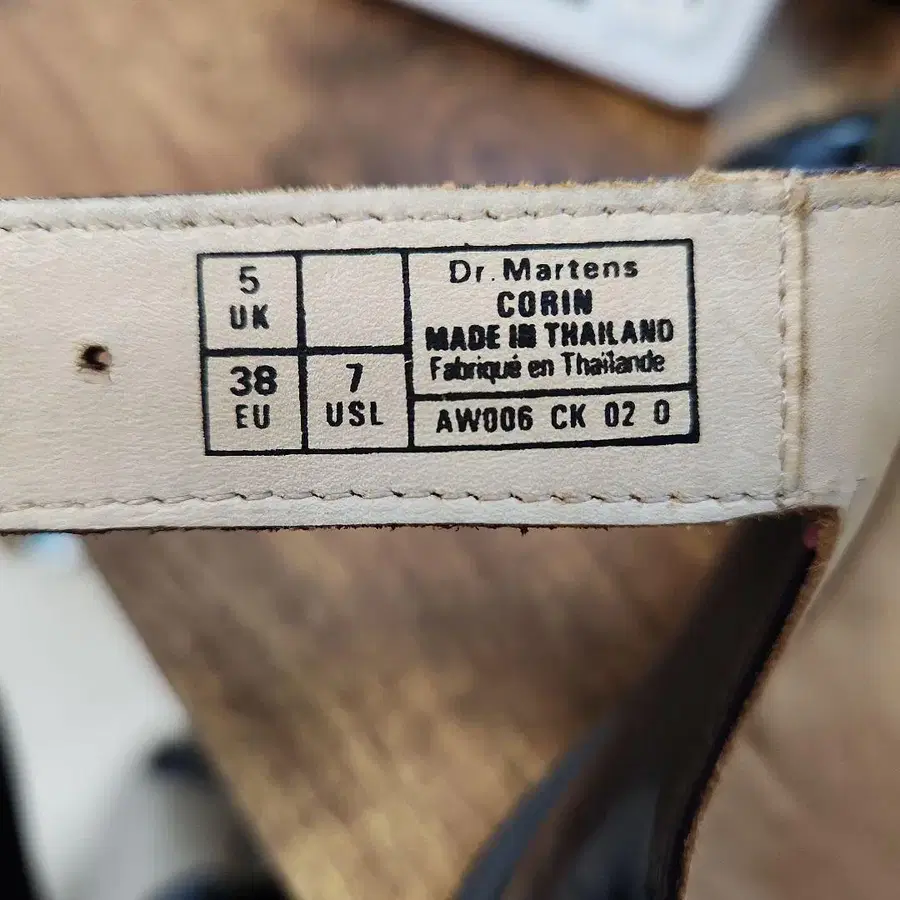 5
UK
38
EU
7
USL
Dr. Martens
CORIN
MADE IN THAILAND
Fabriqué en Thaïlande
AW006 CK 02 0